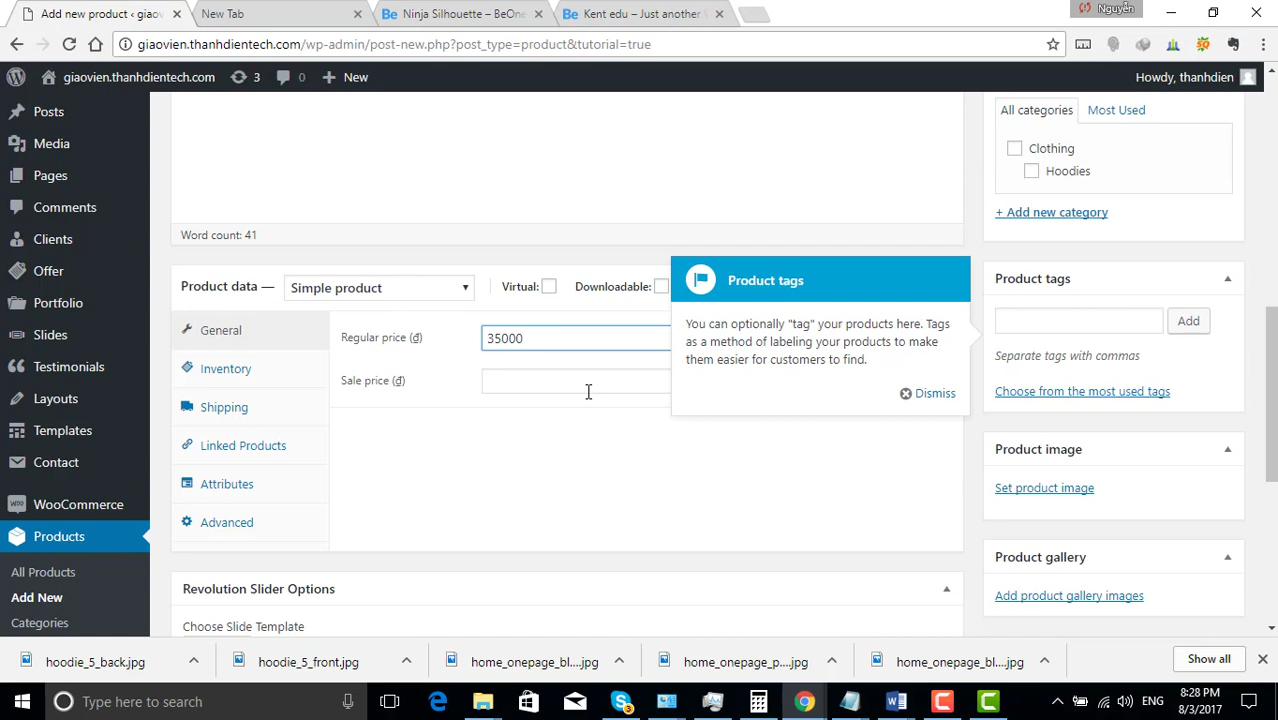 Add new product ‹ giaov
New Tab
Ninja Silhouette – BeOne
Kent edu – Just another V
Nguyễn
giaovien.thanhdientech.com/wp-admin/post-new.php?post_type=product&tutorial=true
giaovien.thanhdientech.com
3
0
New
Howdy, thanhdien
Posts
Media
Pages
Comments
Clients
Offer
Portfolio
Slides
Testimonials
Layouts
Templates
Contact
WooCommerce
Products
All Products
Add New
Categories
Word count: 41
Product data —
Simple product
Virtual:
Downloadable:
General
Inventory
Shipping
Linked Products
Attributes
Advanced
Regular price (₫)
35000
Sale price (₫)
Product tags
You can optionally "tag" your products here. Tags
as a method of labeling your products to make
them easier for customers to find.
Dismiss
Revolution Slider Options
Choose Slide Template
All categories
Most Used
Clothing
Hoodies
+ Add new category
Product tags
Add
Separate tags with commas
Choose from the most used tags
Product image
Set product image
Product gallery
Add product gallery images
hoodie_5_back.jpg
hoodie_5_front.jpg
home_onepage_bl....jpg
home_onepage_p....jpg
home_onepage_bl....jpg
Show all
Type here to search
ENG
8:28 PM
8/3/2017